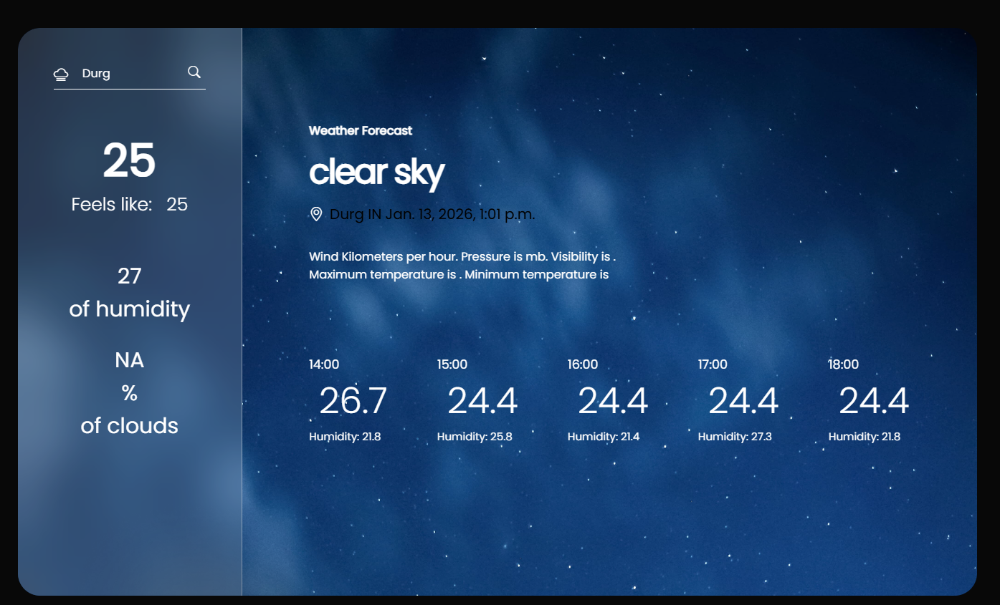 Durg
25
Feels like: 25
27
of humidity
NA
%
of clouds
Weather Forecast
clear sky
Durg IN Jan. 13, 2026, 1:01 p.m.
Wind Kilometers per hour. Pressure is mb. Visibility is .
Maximum temperature is . Minimum temperature is
14:00 15:00 16:00 17:00 18:00
26.7 24.4 24.4 24.4 24.4
Humidity: 21.8 Humidity: 25.8 Humidity: 21.4 Humidity: 27.3 Humidity: 21.8